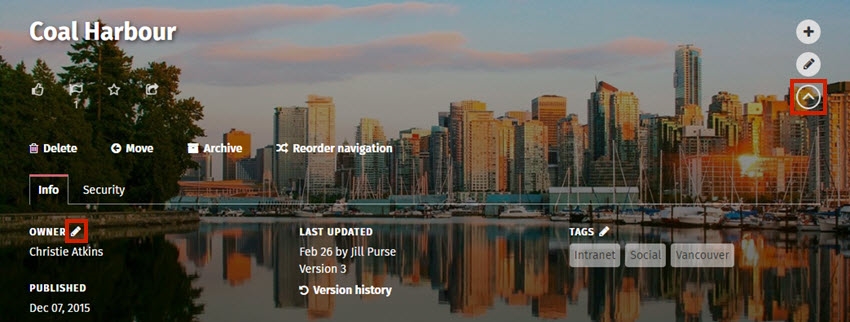 Coal Harbour
Delete Move Archive Reorder navigation
Info Security
OWNER LAST UPDATED TAGS
Christie Atkins Feb 26 by Jill Purse Intranet Social Vancouver
Version 3
PUBLISHED Version history
Dec 07, 2015